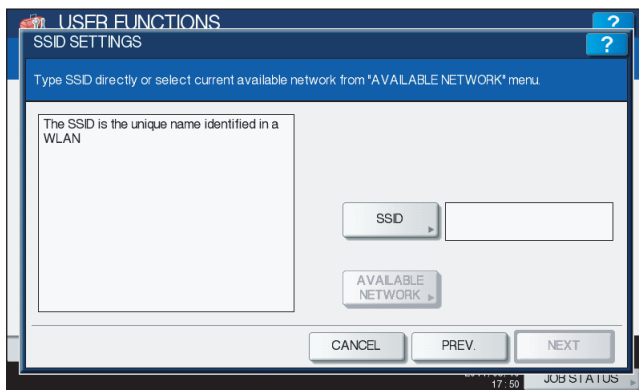 USER FUNCTIONS
?
SSID SETTINGS
?
Type SSID directly or select current available network from "AVAILABLE NETWORK" menu.
The SSID is the unique name identified in a
WLAN
SSID
AVAILABLE
NETWORK
CANCEL
PREV.
NEXT
17:50
JOB STATUS